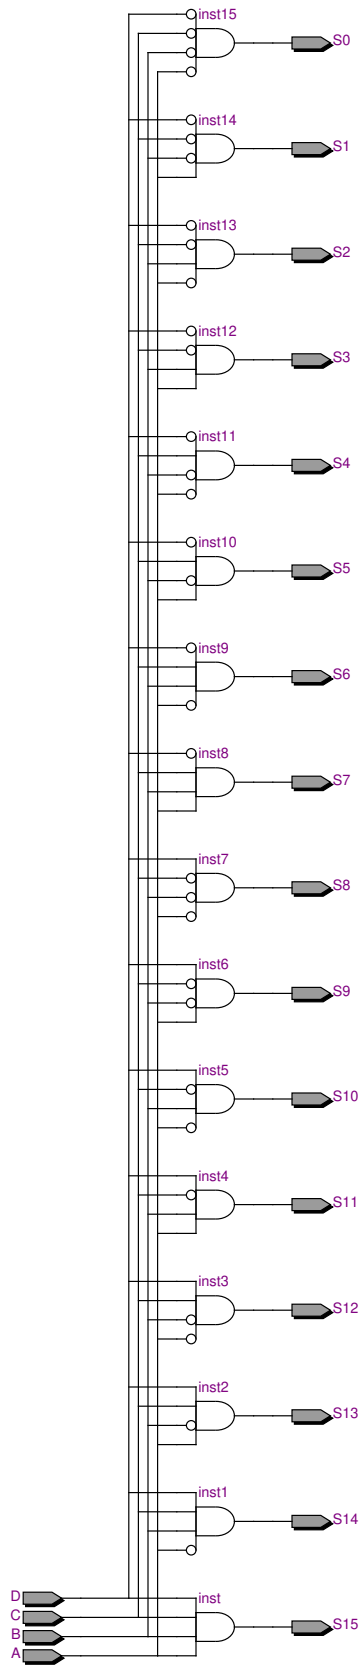 inst15
S0
inst14
S1
inst13
S2
inst12
S3
inst11
S4
inst10
S5
inst9
S6
inst8
S7
inst7
S8
inst6
S9
inst5
S10
inst4
S11
inst3
S12
inst2
S13
inst1
S14
D
inst
C
B
S15
A